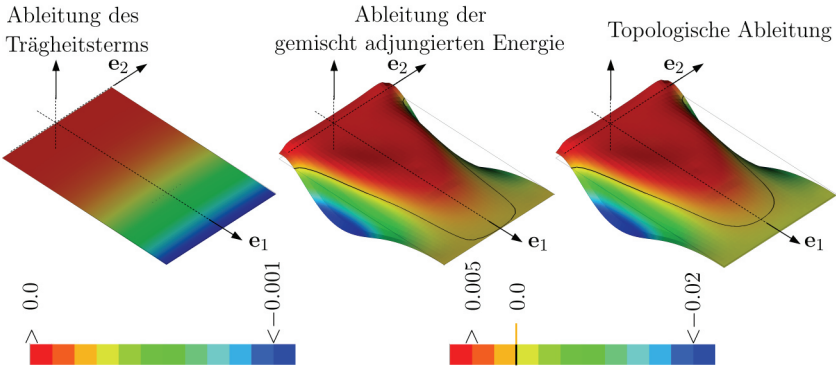 Ableitung des
Trägheitsterms
Ableitung der
gemischt adjungierten Energie
Topologische Ableitung
e₂
e₂
e₂
e₁
e₁
e₁
> 0.0
<−0.001
> 0.005
0.0
<−0.02